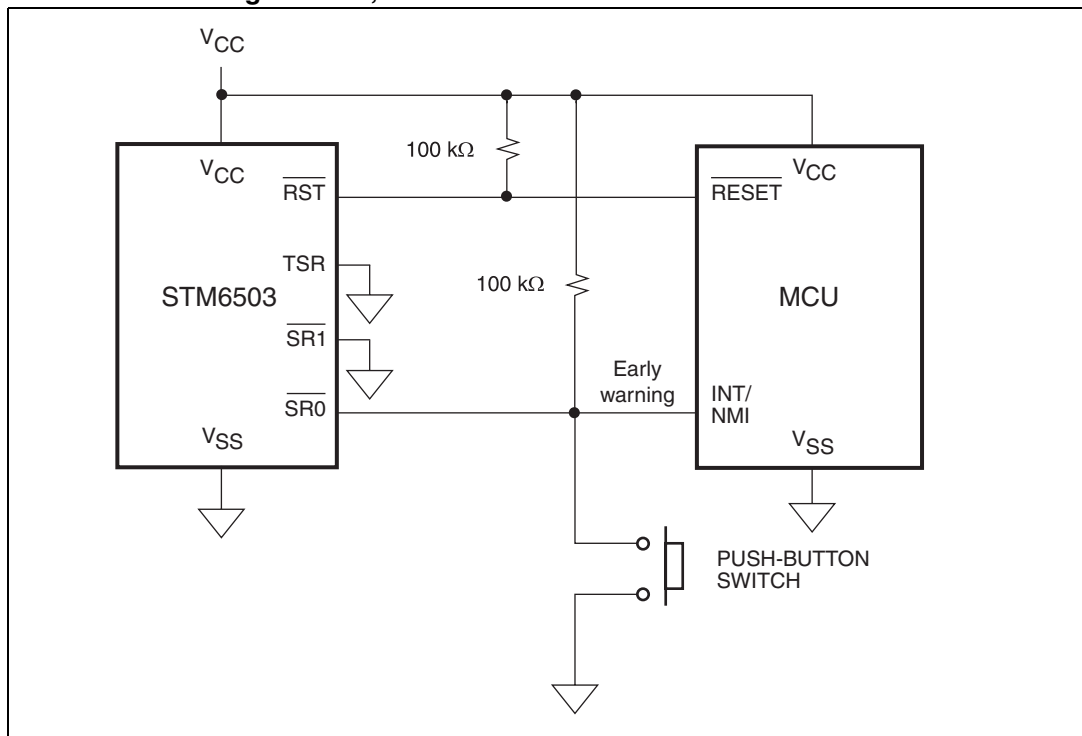 VCC
VCC
RST
TSR
STM6503
SR1
SR0
VSS
100 kΩ
100 kΩ
Early
warning
VCC
RESET
MCU
INT/
NMI
VSS
PUSH-BUTTON
SWITCH